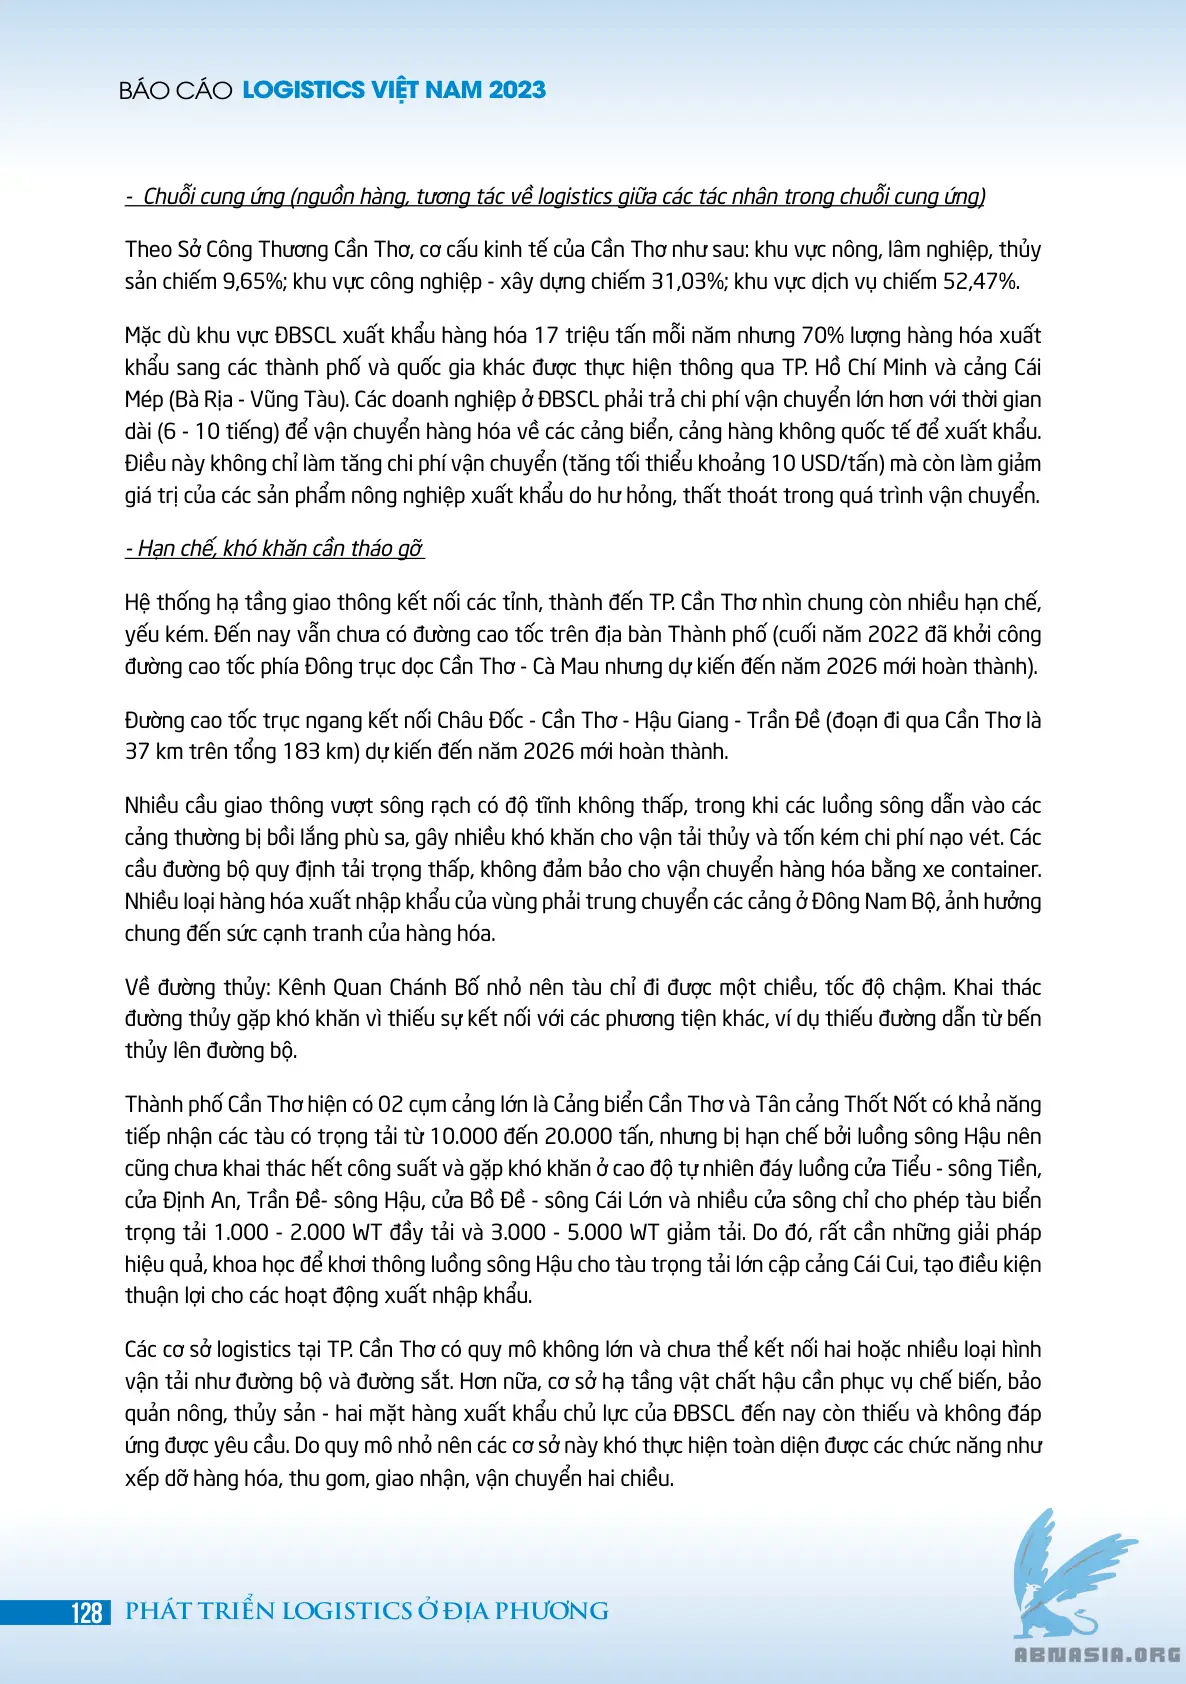 BÁO CÁO LOGISTICS VIỆT NAM 2023
- Chuỗi cung ứng (nguồn hàng, tương tác về logistics giữa các tác nhân trong chuỗi cung ứng)
Theo Sở Công Thương Cần Thơ, cơ cấu kinh tế của Cần Thơ như sau: khu vực nông, lâm nghiệp, thủy
sản chiếm 9,65%; khu vực công nghiệp - xây dựng chiếm 31,03%; khu vực dịch vụ chiếm 52,47%.
Mặc dù khu vực ĐBSCL xuất khẩu hàng hóa 17 triệu tấn mỗi năm nhưng 70% lượng hàng hóa xuất
khẩu sang các thành phố và quốc gia khác được thực hiện thông qua TP. Hồ Chí Minh và cảng Cái
Mép (Bà Rịa - Vũng Tàu). Các doanh nghiệp ở ĐBSCL phải trả chi phí vận chuyển lớn hơn với thời gian
dài (6 - 10 tiếng) để vận chuyển hàng hóa về các cảng biển, cảng hàng không quốc tế để xuất khẩu.
Điều này không chỉ làm tăng chi phí vận chuyển (tăng tối thiểu khoảng 10 USD/tấn) mà còn làm giảm
giá trị của các sản phẩm nông nghiệp xuất khẩu do hư hỏng, thất thoát trong quá trình vận chuyển.
- Hạn chế, khó khăn cần tháo gỡ
Hệ thống hạ tầng giao thông kết nối các tỉnh, thành đến TP. Cần Thơ nhìn chung còn nhiều hạn chế,
yếu kém. Đến nay vẫn chưa có đường cao tốc trên địa bàn Thành phố (cuối năm 2022 đã khởi công
đường cao tốc phía Đông trục dọc Cần Thơ - Cà Mau nhưng dự kiến đến năm 2026 mới hoàn thành).
Đường cao tốc trục ngang kết nối Châu Đốc - Cần Thơ - Hậu Giang - Trần Đề (đoạn đi qua Cần Thơ là
37 km trên tổng 183 km) dự kiến đến năm 2026 mới hoàn thành.
Nhiều cầu giao thông vượt sông rạch có độ tĩnh không thấp, trong khi các luồng sông dẫn vào các
cảng thường bị bồi lắng phù sa, gây nhiều khó khăn cho vận tải thủy và tốn kém chi phí nạo vét. Các
cầu đường bộ quy định tải trọng thấp, không đảm bảo cho vận chuyển hàng hóa bằng xe container.
Nhiều loại hàng hóa xuất nhập khẩu của vùng phải trung chuyển các cảng ở Đông Nam Bộ, ảnh hưởng
chung đến sức cạnh tranh của hàng hóa.
Về đường thủy: Kênh Quan Chánh Bố nhỏ nên tàu chỉ đi được một chiều, tốc độ chậm. Khai thác
đường thủy gặp khó khăn vì thiếu sự kết nối với các phương tiện khác, ví dụ thiếu đường dẫn từ bến
thủy lên đường bộ.
Thành phố Cần Thơ hiện có 02 cụm cảng lớn là Cảng biển Cần Thơ và Tân cảng Thốt Nốt có khả năng
tiếp nhận các tàu có trọng tải từ 10.000 đến 20.000 tấn, nhưng bị hạn chế bởi luồng sông Hậu nên
cũng chưa khai thác hết công suất và gặp khó khăn ở cao độ tự nhiên đáy luồng cửa Tiểu - sông Tiền,
cửa Định An, Trần Đề- sông Hậu, cửa Bồ Đề - sông Cái Lớn và nhiều cửa sông chỉ cho phép tàu biển
trọng tải 1.000 - 2.000 WT đầy tải và 3.000 - 5.000 WT giảm tải. Do đó, rất cần những giải pháp
hiệu quả, khoa học để khơi thông luồng sông Hậu cho tàu trọng tải lớn cập cảng Cái Cui, tạo điều kiện
thuận lợi cho các hoạt động xuất nhập khẩu.
Các cơ sở logistics tại TP. Cần Thơ có quy mô không lớn và chưa thể kết nối hai hoặc nhiều loại hình
vận tải như đường bộ và đường sắt. Hơn nữa, cơ sở hạ tầng vật chất hậu cần phục vụ chế biến, bảo
quản nông, thủy sản - hai mặt hàng xuất khẩu chủ lực của ĐBSCL đến nay còn thiếu và không đáp
ứng được yêu cầu. Do quy mô nhỏ nên các cơ sở này khó thực hiện toàn diện được các chức năng như
xếp dỡ hàng hóa, thu gom, giao nhận, vận chuyển hai chiều.
128 PHÁT TRIỂN LOGISTICS Ở ĐỊA PHƯƠNG
ABNASIA.ORG